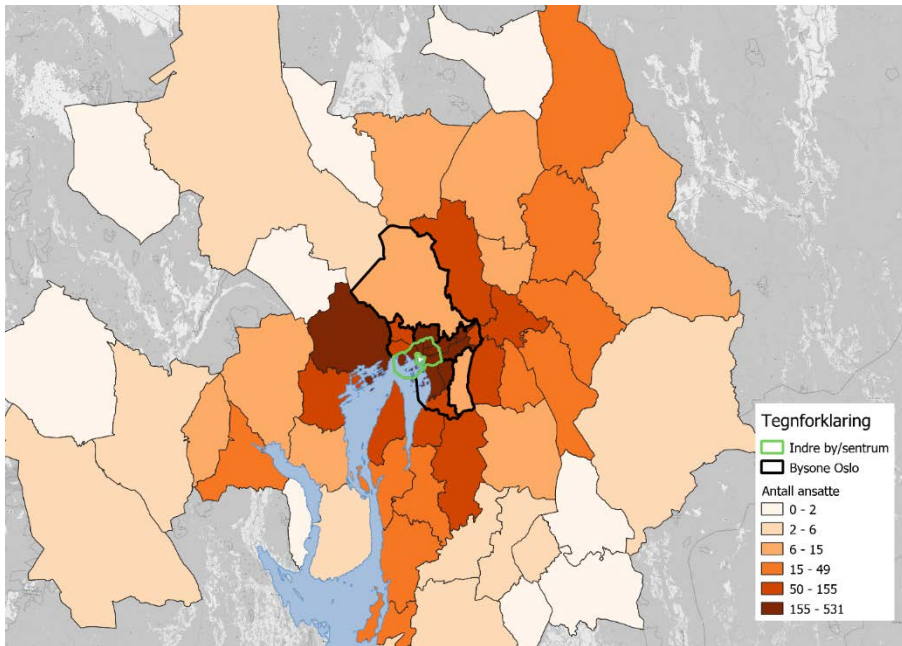 Tegnforklaring
Indre by/sentrum
Bysone Oslo
Antall ansatte
0 - 2
2 - 6
6 - 15
15 - 49
50 - 155
155 - 531